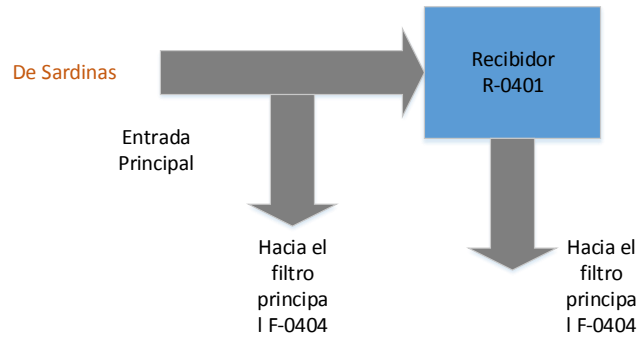 De Sardinas
Recibidor
R-0401
Entrada
Principal
Hacia el
filtro
principa
l F-0404
Hacia el
filtro
principa
l F-0404